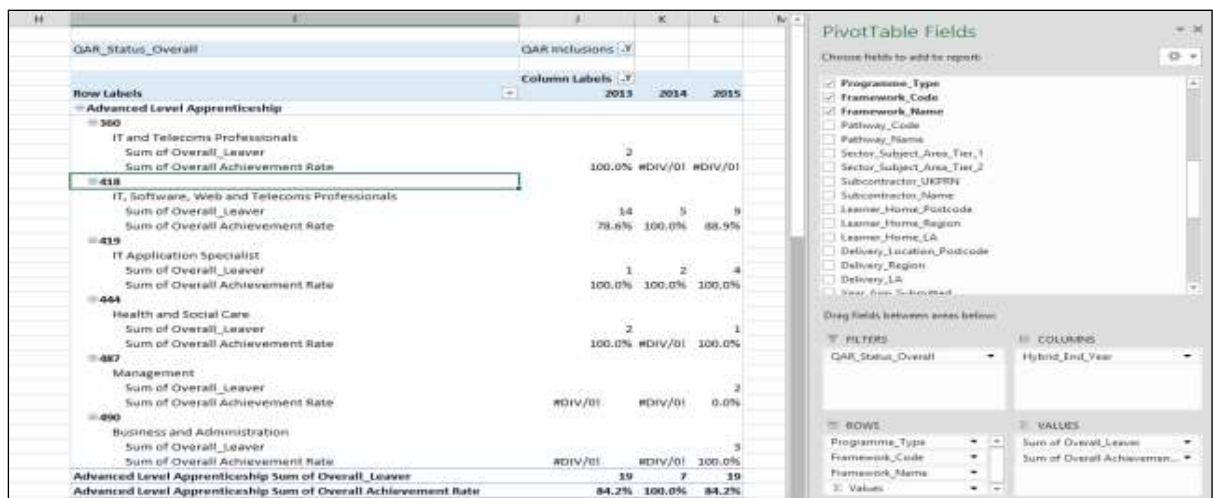 H I J K L M
QAR_Status_Overall QAR Inclusions
Column Labels
Row Labels 2013 2014 2015
Advanced Level Apprenticeship
360
IT and Telecoms Professionals
Sum of Overall_Leaver 2
Sum of Overall Achievement Rate 100.0% #DIV/0! #DIV/0!
418
IT, Software, Web and Telecoms Professionals
Sum of Overall_Leaver 14 5 9
Sum of Overall Achievement Rate 78.6% 100.0% 88.9%
419
IT Application Specialist
Sum of Overall_Leaver 1 2 4
Sum of Overall Achievement Rate 100.0% 100.0% 100.0%
444
Health and Social Care
Sum of Overall_Leaver 2 1
Sum of Overall Achievement Rate 100.0% #DIV/0! 100.0%
487
Management
Sum of Overall_Leaver 2
Sum of Overall Achievement Rate #DIV/0! #DIV/0! 0.0%
490
Business and Administration
Sum of Overall_Leaver 3
Sum of Overall Achievement Rate #DIV/0! #DIV/0! 100.0%
Advanced Level Apprenticeship Sum of Overall_Leaver 19 7 19
Advanced Level Apprenticeship Sum of Overall Achievement Rate 84.2% 100.0% 84.2%
PivotTable Fields
Choose fields to add to report:
Programme_Type
Framework_Code
Framework_Name
Pathway_Code
Pathway_Name
Sector_Subject_Area_Tier_1
Sector_Subject_Area_Tier_2
Subcontractor_UKPRN
Subcontractor_Name
Learner_Home_Postcode
Learner_Home_Region
Learner_Home_LA
Delivery_Location_Postcode
Delivery_Region
Delivery_LA
Drag fields between areas below:
FILTERS
QAR_Status_Overall
COLUMNS
Hybrid_End_Year
ROWS
Programme_Type
Framework_Code
Framework_Name
Σ Values
Σ VALUES
Sum of Overall_Leaver
Sum of Overall Achievemen...